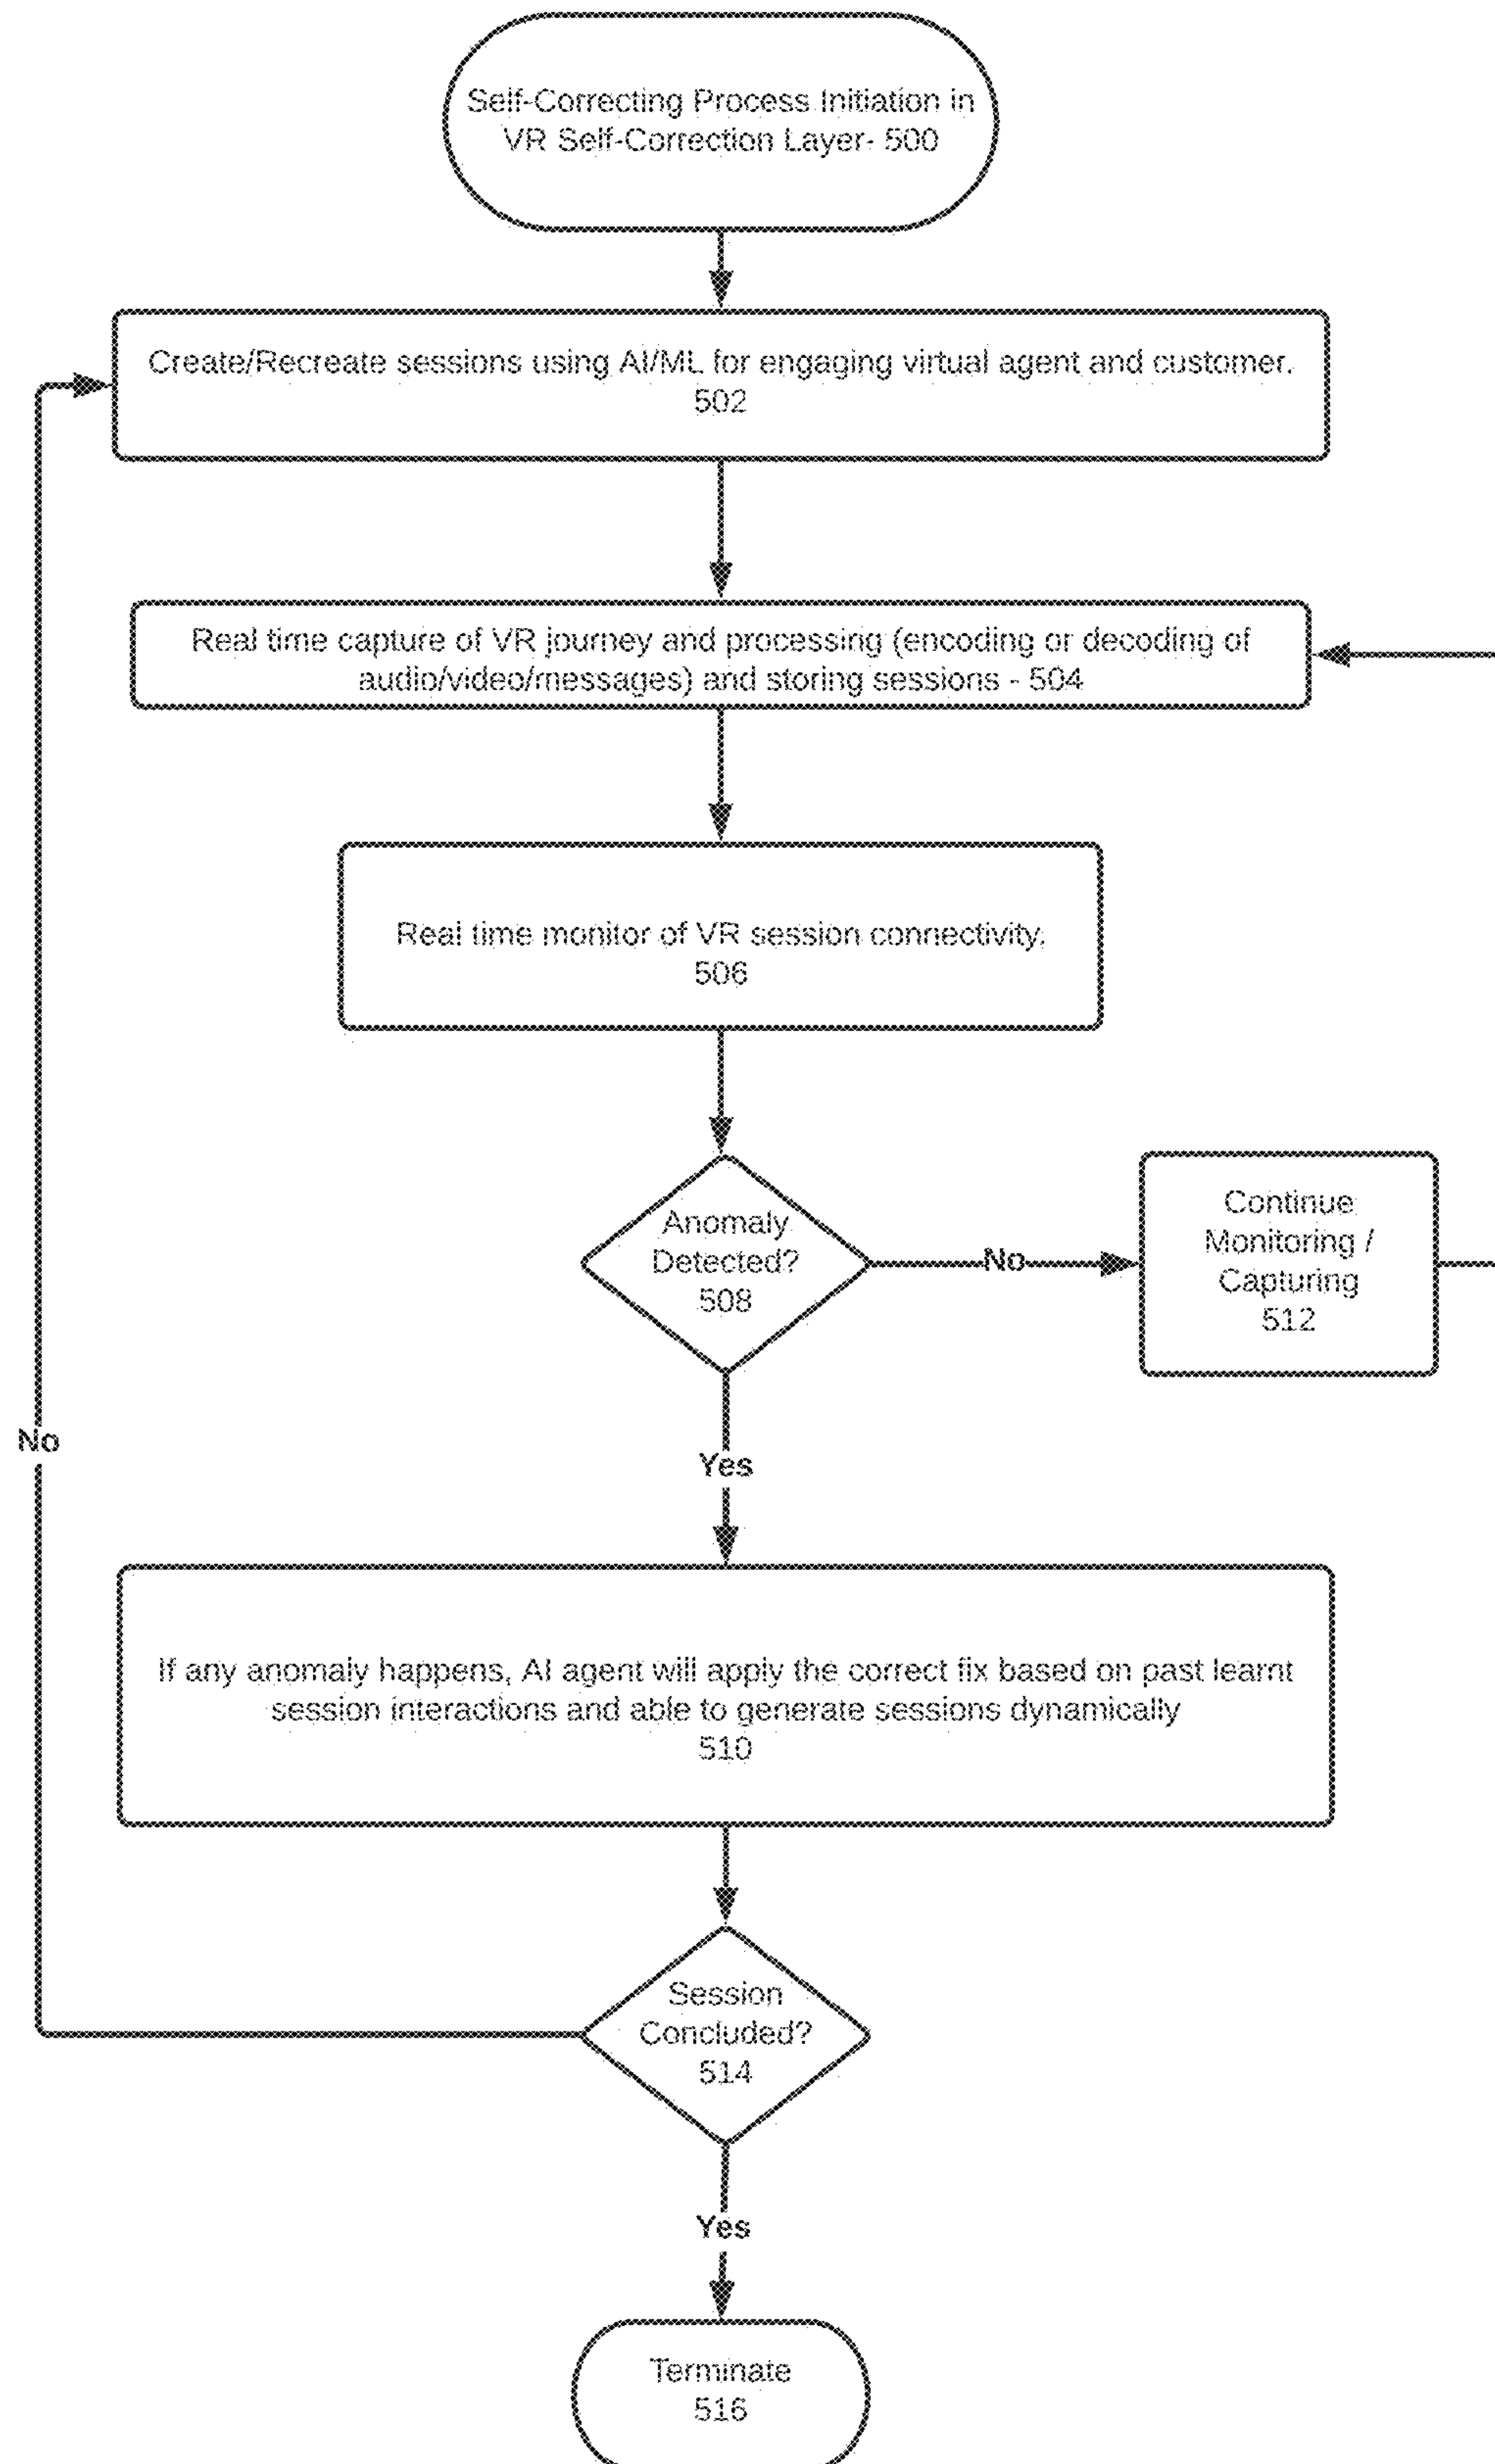 Self-Correcting Process Initiation in
VR Self-Correction Layer- 500
Create/Recreate sessions using AI/ML for engaging virtual agent and customer.
502
Real time capture of VR journey and processing (encoding or decoding of
audio/video/messages) and storing sessions - 504
Real time monitor of VR session connectivity.
506
Anomaly
Detected?
508
No
Continue
Monitoring /
Capturing
512
No
Yes
If any anomaly happens, AI agent will apply the correct fix based on past learnt
session interactions and able to generate sessions dynamically
510
Session
Concluded?
514
Yes
Terminate
516